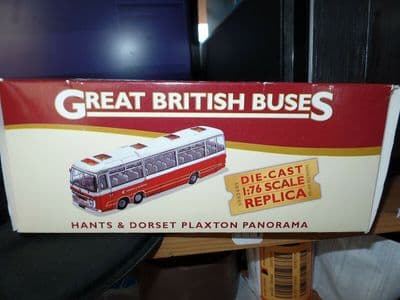 GREAT BRITISH BUSES
DIE-CAST
1:76 SCALE
REPLICA
HANTS & DORSET PLAXTON PANORAMA